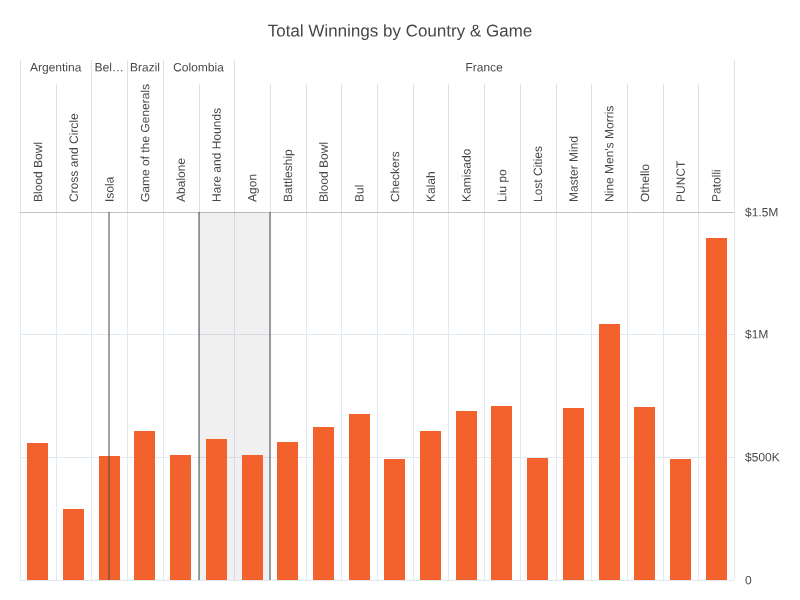 Total Winnings by Country & Game
Argentina
Bel…
Brazil
Colombia
France
Blood Bowl
Cross and Circle
Isola
Game of the Generals
Abalone
Hare and Hounds
Agon
Battleship
Blood Bowl
Bul
Checkers
Kalah
Kamisado
Liu po
Lost Cities
Master Mind
Nine Men's Morris
Othello
PUNCT
Patolli
$1.5M
$1M
$500K
0